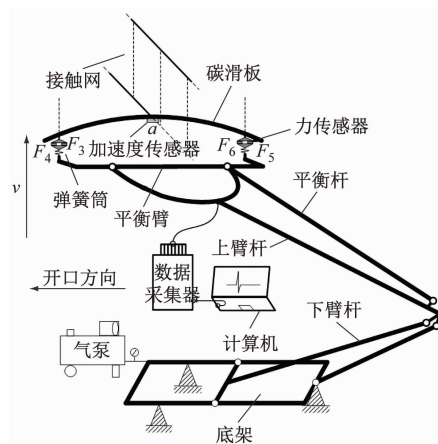 接触网
碳滑板
力传感器
a
F4 F3
加速度传感器
F6 F5
v
弹簧筒
平衡臂
平衡杆
上臂杆
数据
采集器
开口方向
下臂杆
计算机
气泵
底架